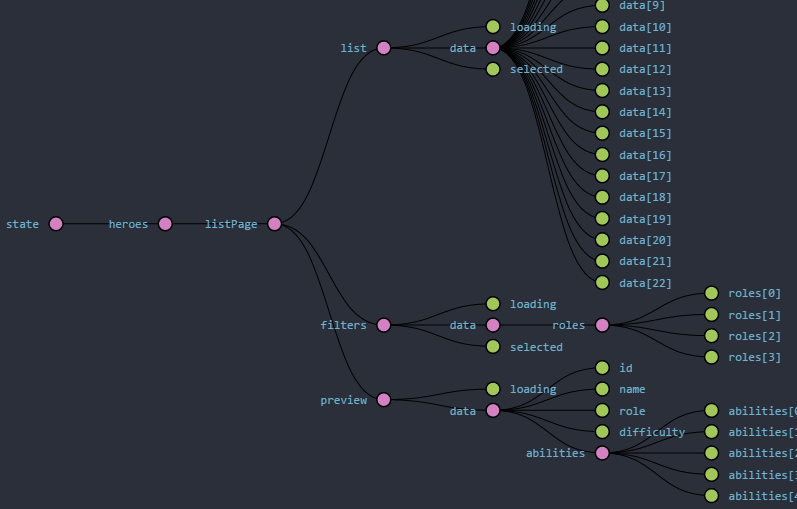 data[9]
loading
data[10]
list
data
data[11]
selected
data[12]
data[13]
data[14]
data[15]
data[16]
data[17]
data[18]
data[19]
state
heroes
listPage
data[20]
data[21]
data[22]
roles[0]
loading
roles[1]
filters
data
roles
roles[2]
selected
roles[3]
id
loading
name
preview
data
role
abilities[0
difficulty
abilities[1
abilities
abilities[2
abilities[3
abilities[4